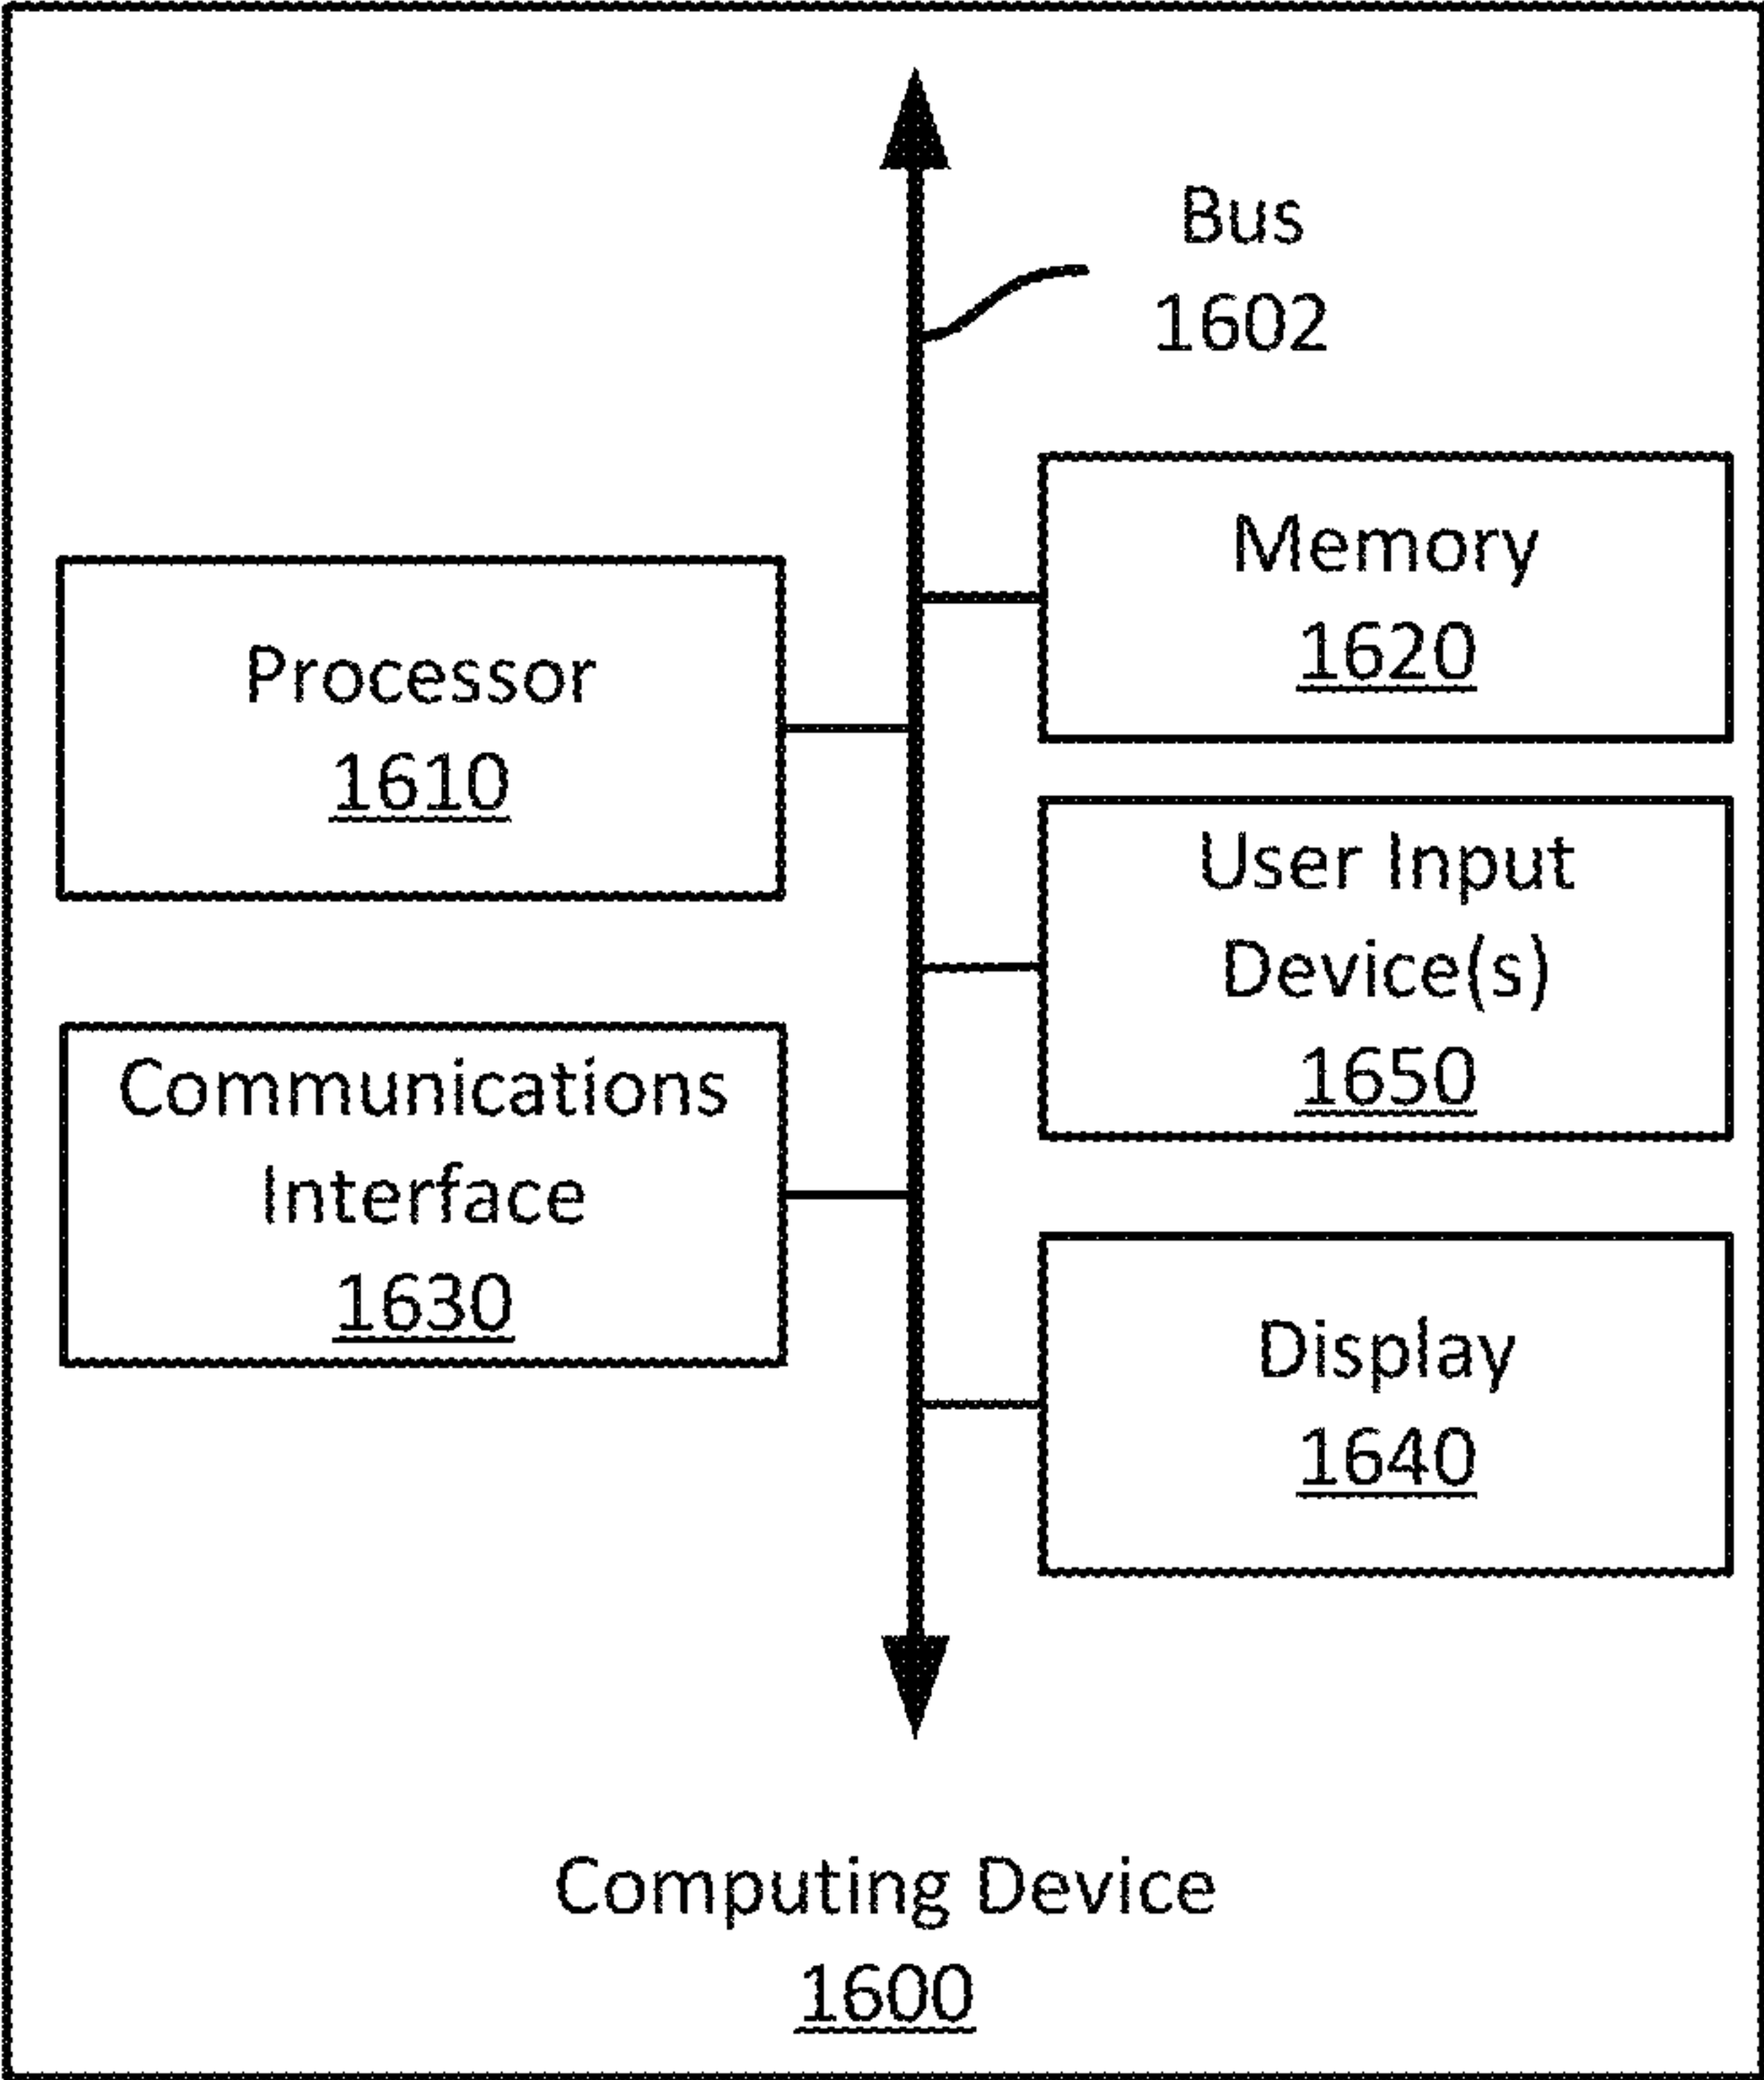 Bus
1602
Memory
1620
Processor
1610
User Input
Device(s)
1650
Communications
Interface
1630
Display
1640
Computing Device
1600